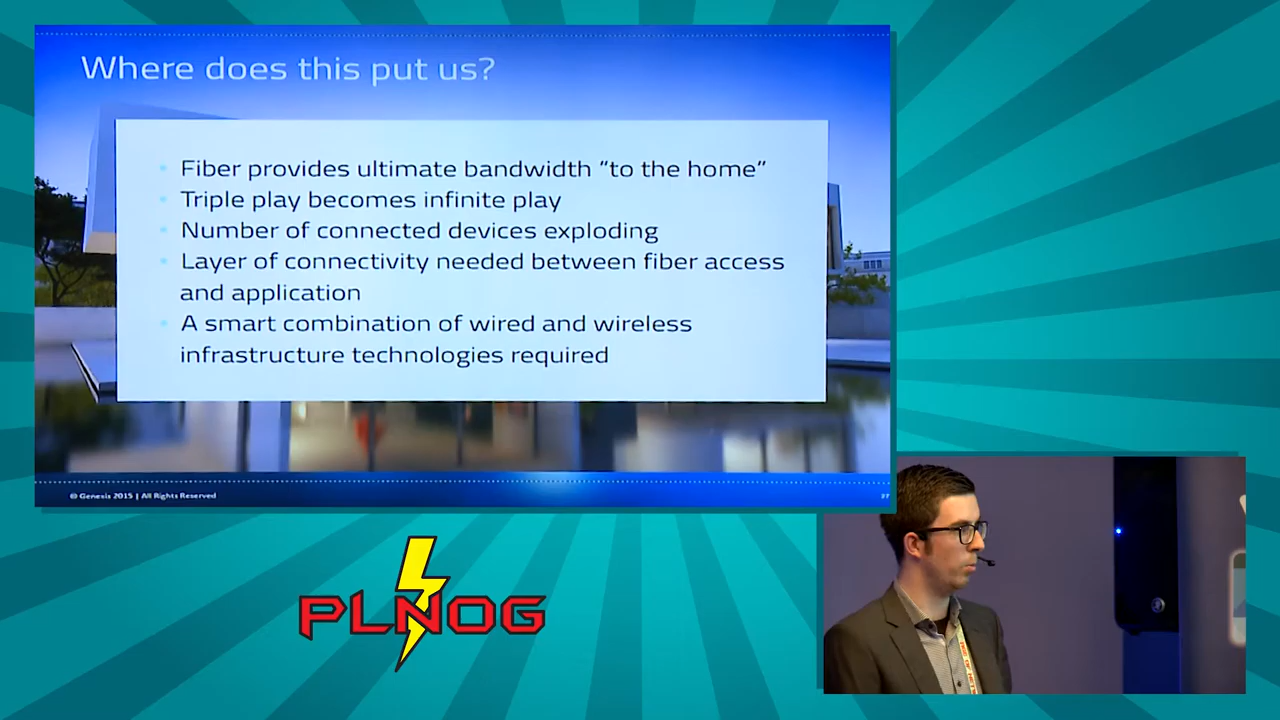 Where does this put us?
Fiber provides ultimate bandwidth “to the home”
Triple play becomes infinite play
Number of connected devices exploding
Layer of connectivity needed between fiber access
and application
A smart combination of wired and wireless
infrastructure technologies required
© Genesis 2015 | All Rights Reserved
37
PLNOG